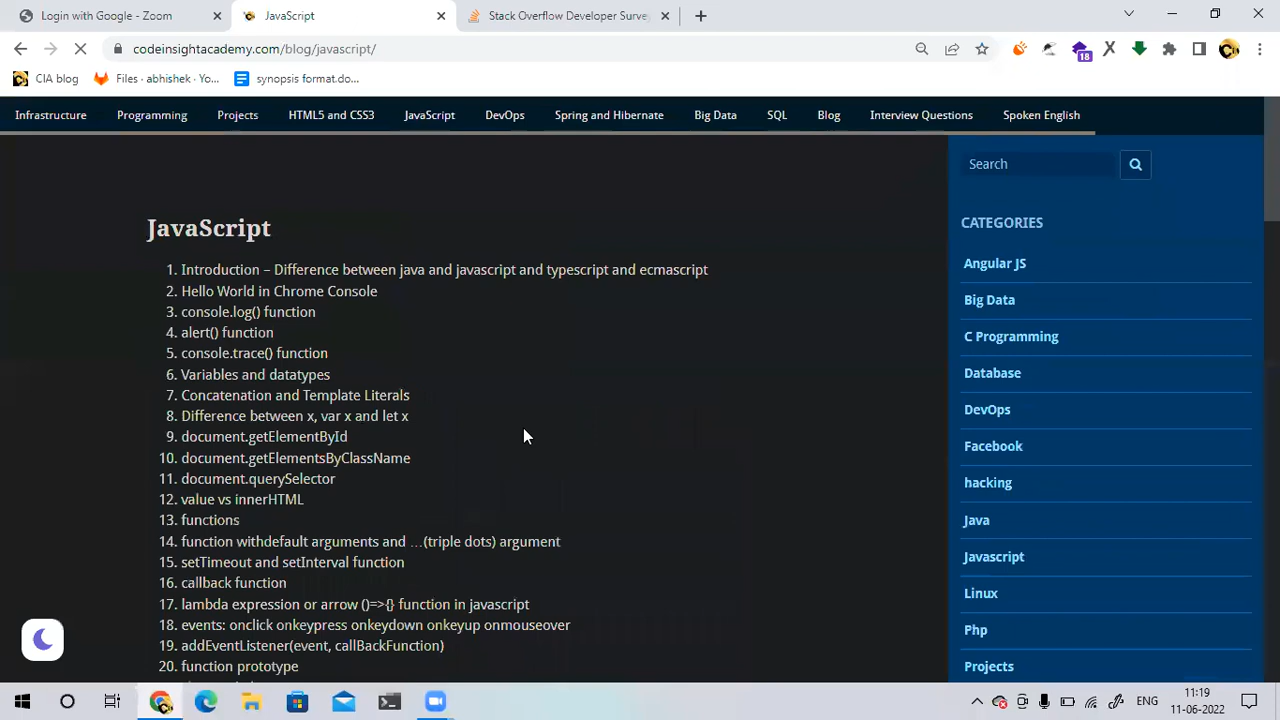 Login with Google - Zoom
JavaScript
Stack Overflow Developer Surve
codeinsightacademy.com/blog/javascript/
18
CIA blog
Files · abhishek · Yo...
synopsis format.do...
Infrastructure
Programming
Projects
HTML5 and CSS3
JavaScript
DevOps
Spring and Hibernate
Big Data
SQL
Blog
Interview Questions
Spoken English
JavaScript
1. Introduction – Difference between java and javascript and typescript and ecmascript
2. Hello World in Chrome Console
3. console.log() function
4. alert() function
5. console.trace() function
6. Variables and datatypes
7. Concatenation and Template Literals
8. Difference between x, var x and let x
9. document.getElementById
10. document.getElementsByClassName
11. document.querySelector
12. value vs innerHTML
13. functions
14. function withdefault arguments and …(triple dots) argument
15. setTimeout and setInterval function
16. callback function
17. lambda expression or arrow ()=>{} function in javascript
18. events: onclick onkeypress onkeydown onkeyup onmouseover
19. addEventListener(event, callBackFunction)
20. function prototype
Search
CATEGORIES
Angular JS
Big Data
C Programming
Database
DevOps
Facebook
hacking
Java
Javascript
Linux
Php
Projects
ENG
11:19
11-06-2022